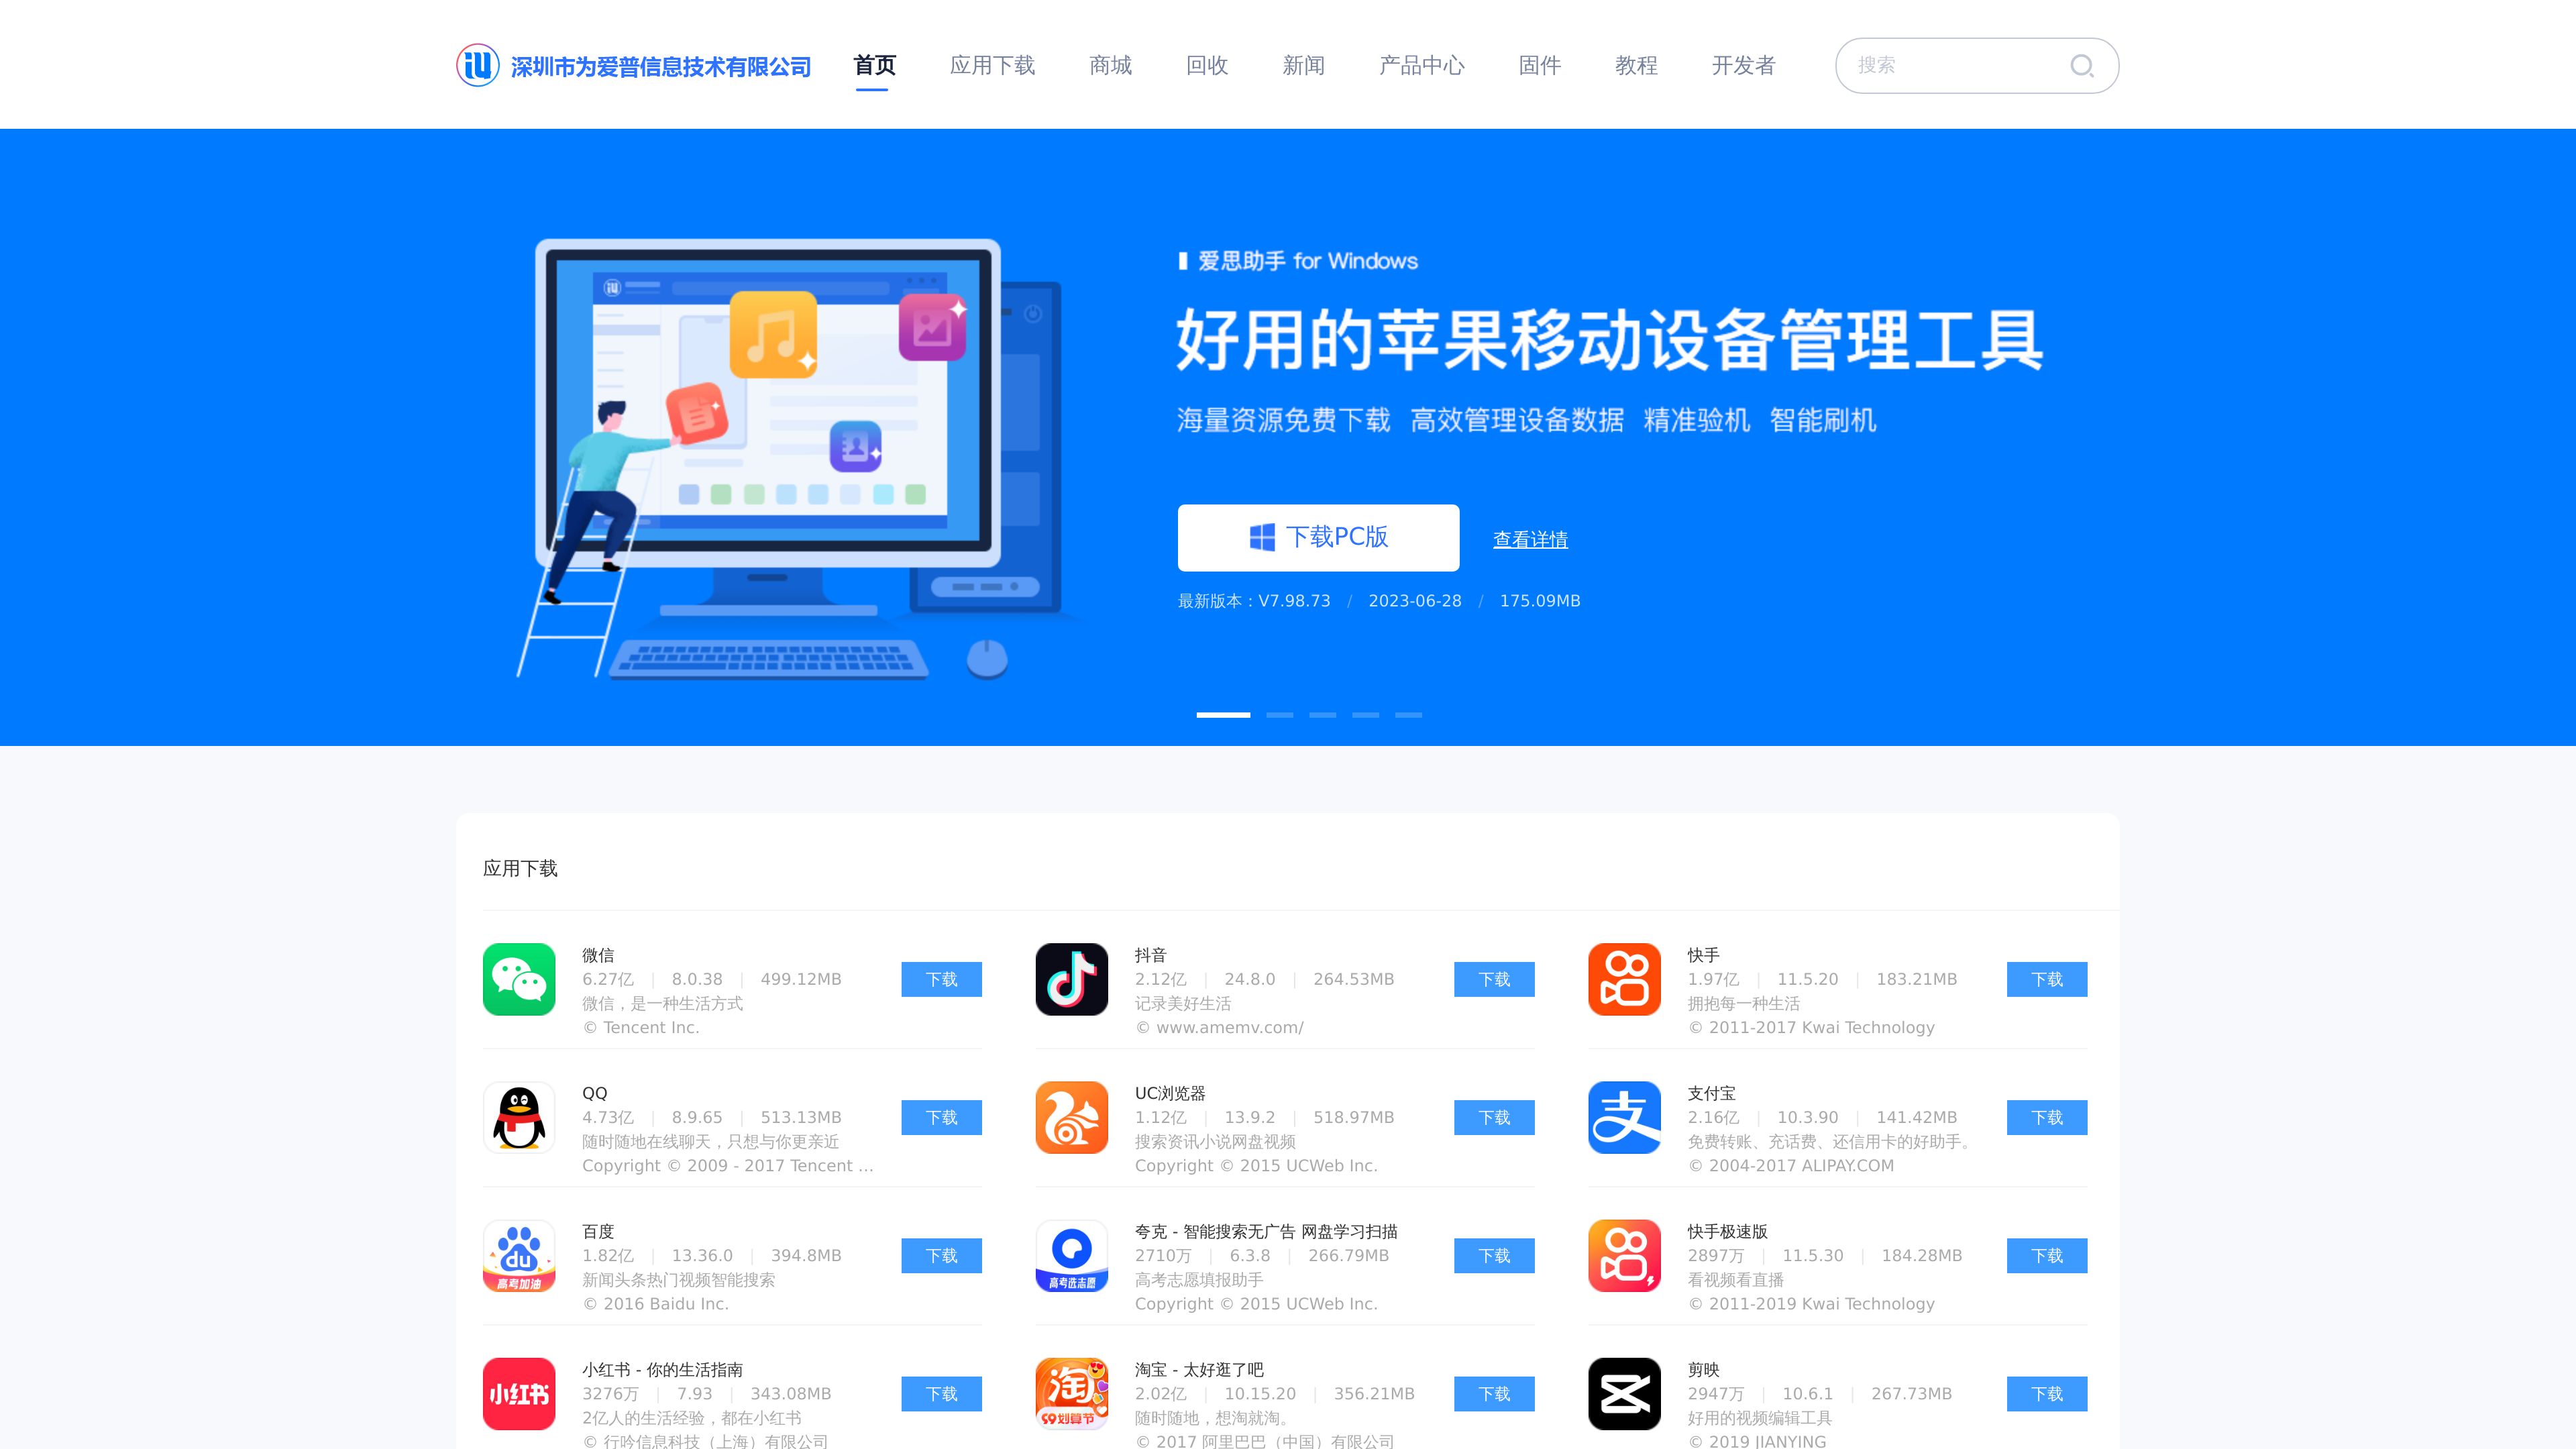 深圳市为爱普信息技术有限公司 首页 应用下载 商城 回收 新闻 产品中心 固件 教程 开发者 搜索
爱思助手 for Windows
好用的苹果移动设备管理工具
海量资源免费下载 高效管理设备数据 精准验机 智能刷机
下载PC版 查看详情
最新版本：V7.98.73 / 2023-06-28 / 175.09MB
应用下载
微信
6.27亿 | 8.0.38 | 499.12MB
微信，是一种生活方式
© Tencent Inc.
下载
抖音
2.12亿 | 24.8.0 | 264.53MB
记录美好生活
© www.amemv.com/
下载
快手
1.97亿 | 11.5.20 | 183.21MB
拥抱每一种生活
© 2011-2017 Kwai Technology
下载
QQ
4.73亿 | 8.9.65 | 513.13MB
随时随地在线聊天，只想与你更亲近
Copyright © 2009 - 2017 Tencent ...
下载
UC浏览器
1.12亿 | 13.9.2 | 518.97MB
搜索资讯小说网盘视频
Copyright © 2015 UCWeb Inc.
下载
支
支付宝
2.16亿 | 10.3.90 | 141.42MB
免费转账、充话费、还信用卡的好助手。
© 2004-2017 ALIPAY.COM
下载
du
高考加油
百度
1.82亿 | 13.36.0 | 394.8MB
新闻头条热门视频智能搜索
© 2016 Baidu Inc.
下载
高考选志愿
夸克 - 智能搜索无广告 网盘学习扫描
2710万 | 6.3.8 | 266.79MB
高考志愿填报助手
Copyright © 2015 UCWeb Inc.
下载
快手极速版
2897万 | 11.5.30 | 184.28MB
看视频看直播
© 2011-2019 Kwai Technology
下载
小红书
小红书 - 你的生活指南
3276万 | 7.93 | 343.08MB
2亿人的生活经验，都在小红书
© 行吟信息科技（上海）有限公司
下载
淘
99划算节
淘宝 - 太好逛了吧
2.02亿 | 10.15.20 | 356.21MB
随时随地，想淘就淘。
© 2017 阿里巴巴（中国）有限公司
下载
剪映
2947万 | 10.6.1 | 267.73MB
好用的视频编辑工具
© 2019 JIANYING
下载